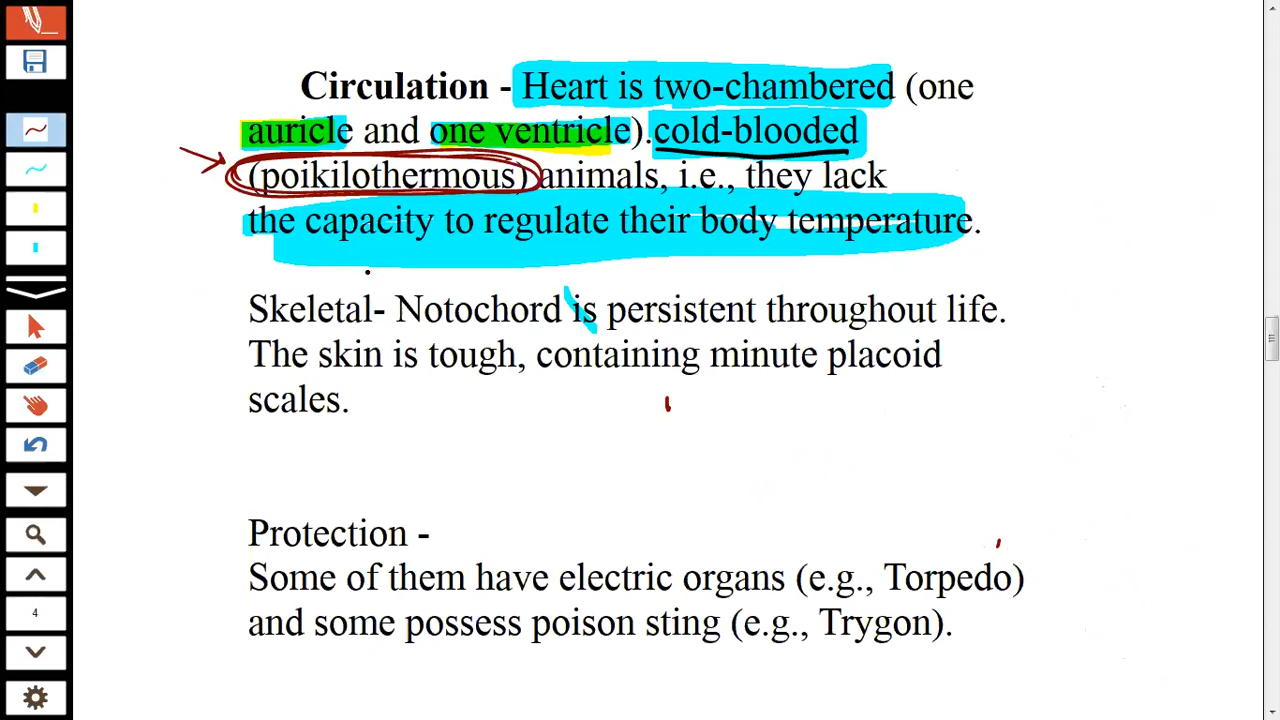 Circulation - Heart is two-chambered (one
auricle and one ventricle).cold-blooded
(poikilothermous) animals, i.e., they lack
the capacity to regulate their body temperature.
Skeletal- Notochord is persistent throughout life.
The skin is tough, containing minute placoid
scales.
Protection -
Some of them have electric organs (e.g., Torpedo)
and some possess poison sting (e.g., Trygon).
4